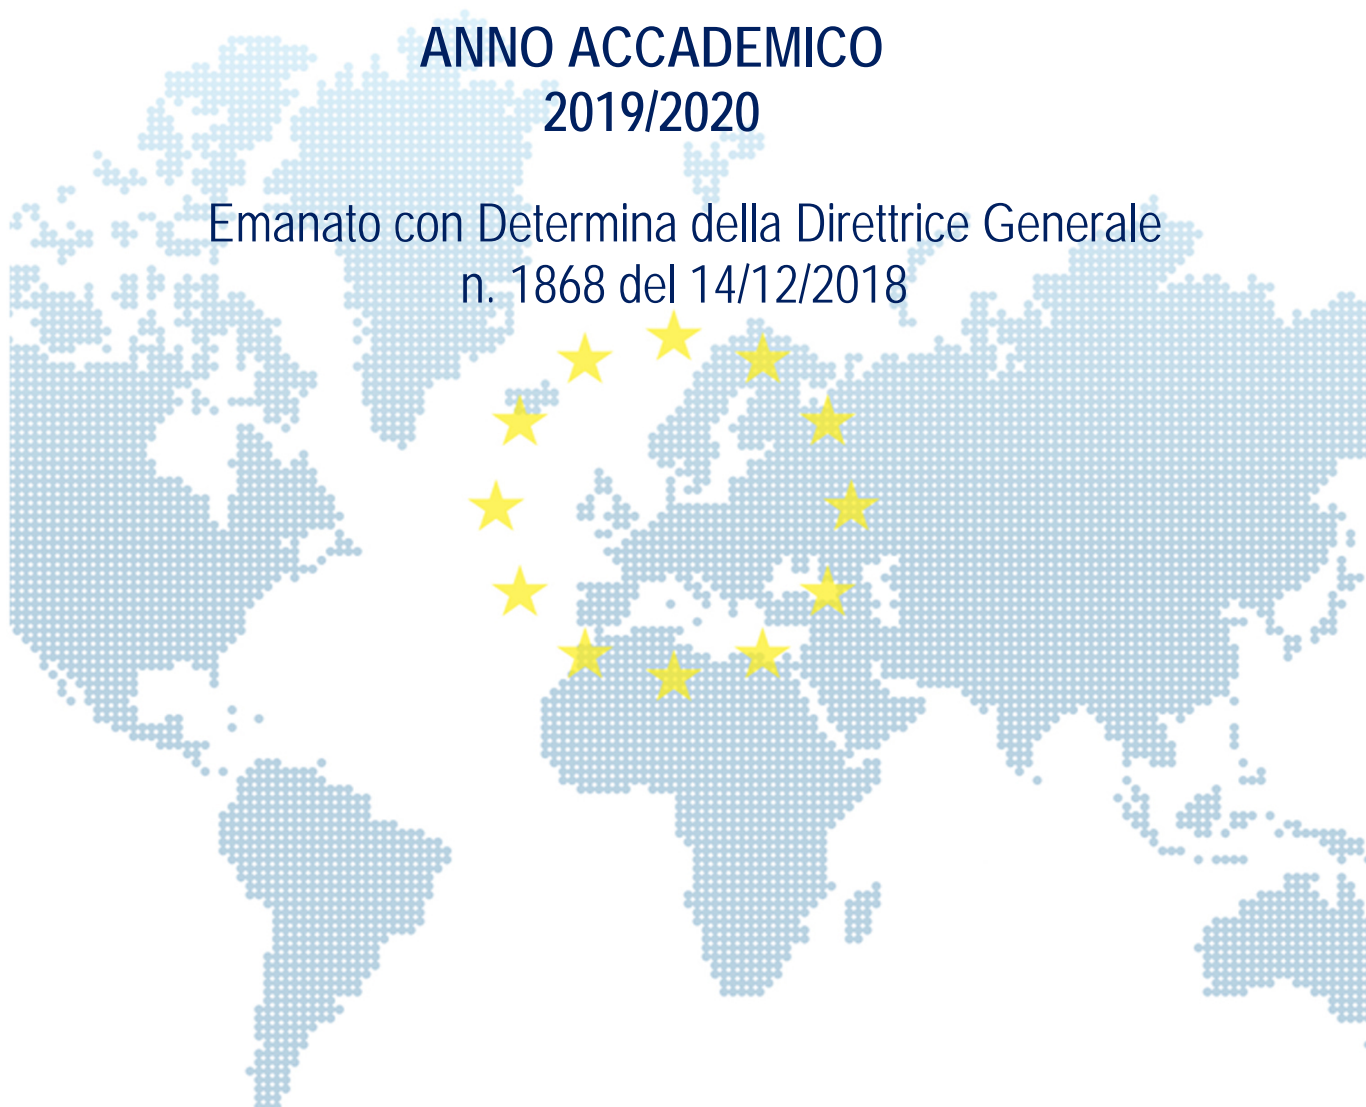 ANNO ACCADEMICO
2019/2020
Emanato con Determina della Direttrice Generale
n. 1868 del 14/12/2018